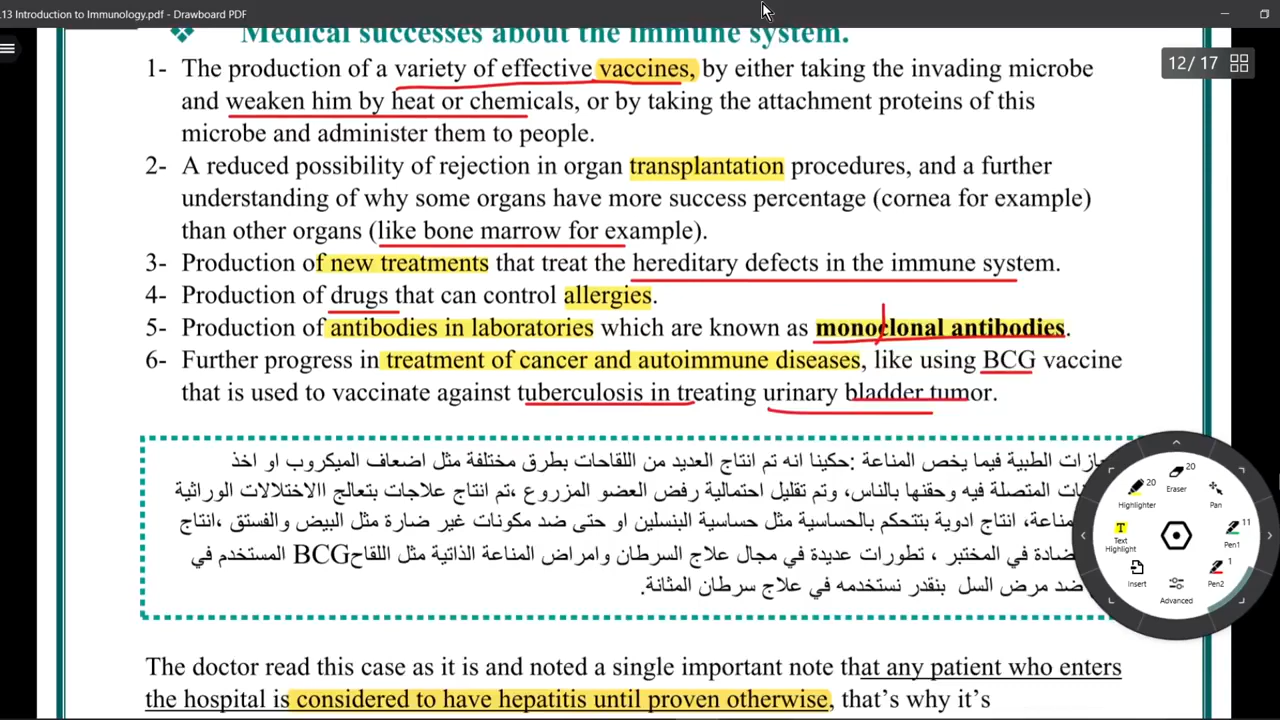 .13 Introduction to Immunology.pdf - Drawboard PDF
12/ 17
Medical successes about the immune system.
1- The production of a variety of effective vaccines, by either taking the invading microbe
and weaken him by heat or chemicals, or by taking the attachment proteins of this
microbe and administer them to people.
2- A reduced possibility of rejection in organ transplantation procedures, and a further
understanding of why some organs have more success percentage (cornea for example)
than other organs (like bone marrow for example).
3- Production of new treatments that treat the hereditary defects in the immune system.
4- Production of drugs that can control allergies.
5- Production of antibodies in laboratories which are known as monoclonal antibodies.
6- Further progress in treatment of cancer and autoimmune diseases, like using BCG vaccine
that is used to vaccinate against tuberculosis in treating urinary bladder tumor.
الطبية فيما يخص المناعة :حكينا انه تم انتاج العديد من اللقاحات بطرق مختلفة مثل اضعاف الميكروب او اخذ
المتصلة فيه وحقنها بالناس، وتم تقليل احتمالية رفض العضو المزروع ،تم انتاج علاجات بتعالج الاختلالات الوراثية
انتاج ادوية بتتحكم بالحساسية مثل حساسية البنسلين او حتى ضد مكونات غير ضارة مثل البيض والفستق ،انتاج
في المختبر ، تطورات عديدة في مجال علاج السرطان وامراض المناعة الذاتية مثل اللقاحBCG المستخدم في
ضد مرض السل بنقدر نستخدمه في علاج سرطان المثانة.
20
Eraser
20
Highlighter
Pan
T
Text
Highlight
11
Pen1
Insert
1
Pen2
Advanced
The doctor read this case as it is and noted a single important note that any patient who enters
the hospital is considered to have hepatitis until proven otherwise, that’s why it’s